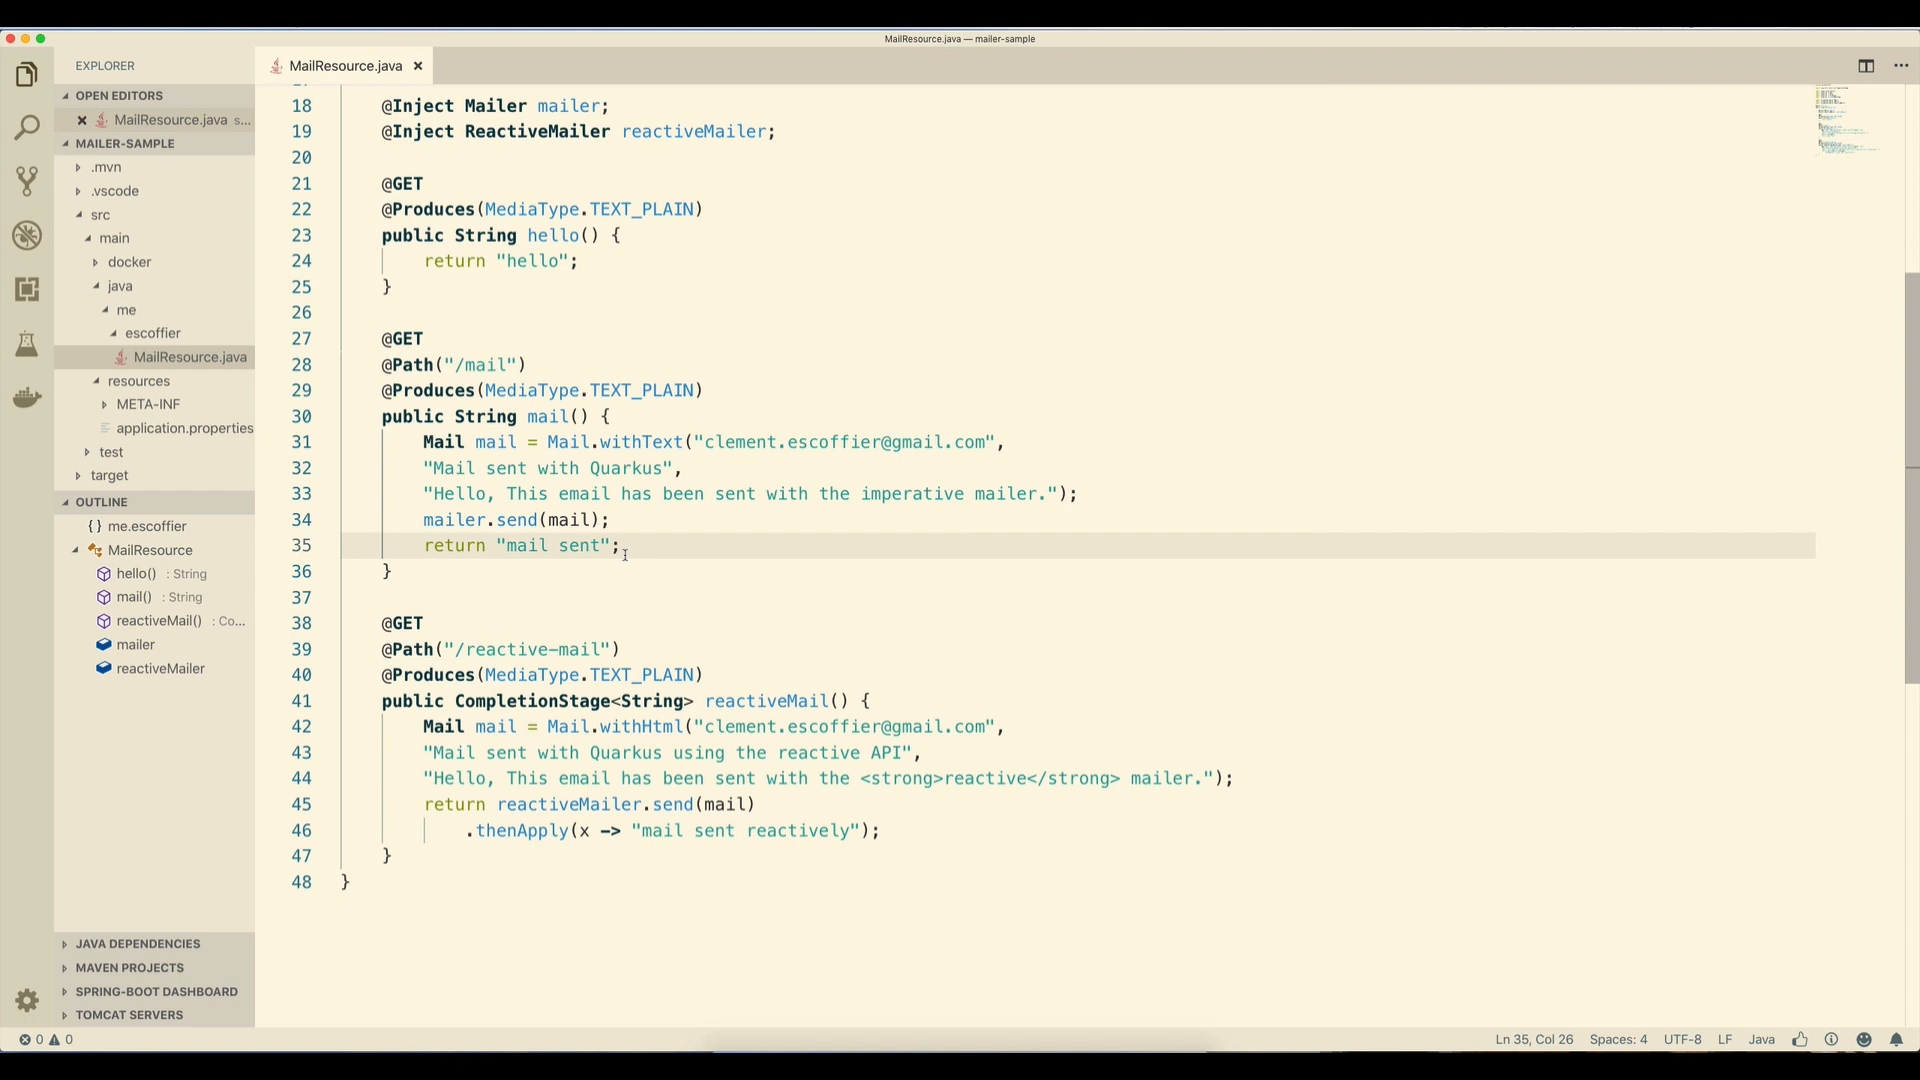 MailResource.java — mailer-sample
EXPLORER
OPEN EDITORS
MailResource.java s...
MAILER-SAMPLE
.mvn
.vscode
src
main
docker
java
me
escoffier
MailResource.java
resources
META-INF
application.properties
test
target
OUTLINE
{} me.escoffier
MailResource
hello() : String
mail() : String
reactiveMail() : Co...
mailer
reactiveMailer
JAVA DEPENDENCIES
MAVEN PROJECTS
SPRING-BOOT DASHBOARD
TOMCAT SERVERS
MailResource.java
18 @Inject Mailer mailer;
19 @Inject ReactiveMailer reactiveMailer;
20
21 @GET
22 @Produces(MediaType.TEXT_PLAIN)
23 public String hello() {
24 return "hello";
25 }
26
27 @GET
28 @Path("/mail")
29 @Produces(MediaType.TEXT_PLAIN)
30 public String mail() {
31 Mail mail = Mail.withText("clement.escoffier@gmail.com",
32 "Mail sent with Quarkus",
33 "Hello, This email has been sent with the imperative mailer.");
34 mailer.send(mail);
35 return "mail sent";
36 }
37
38 @GET
39 @Path("/reactive-mail")
40 @Produces(MediaType.TEXT_PLAIN)
41 public CompletionStage<String> reactiveMail() {
42 Mail mail = Mail.withHtml("clement.escoffier@gmail.com",
43 "Mail sent with Quarkus using the reactive API",
44 "Hello, This email has been sent with the <strong>reactive</strong> mailer.");
45 return reactiveMailer.send(mail)
46 .thenApply(x -> "mail sent reactively");
47 }
48 }
0 0
Ln 35, Col 26 Spaces: 4 UTF-8 LF Java